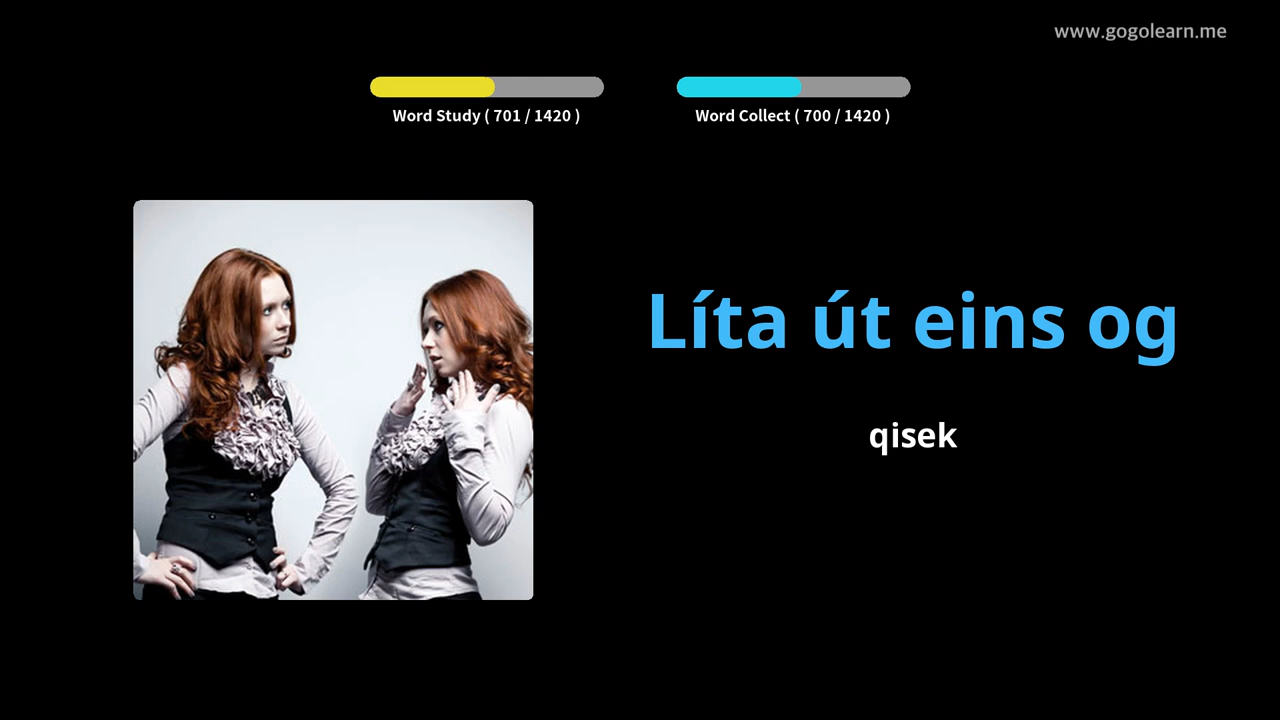 www.gogolearn.me
Word Study ( 701 / 1420 )
Word Collect ( 700 / 1420 )
Líta út eins og
qisek